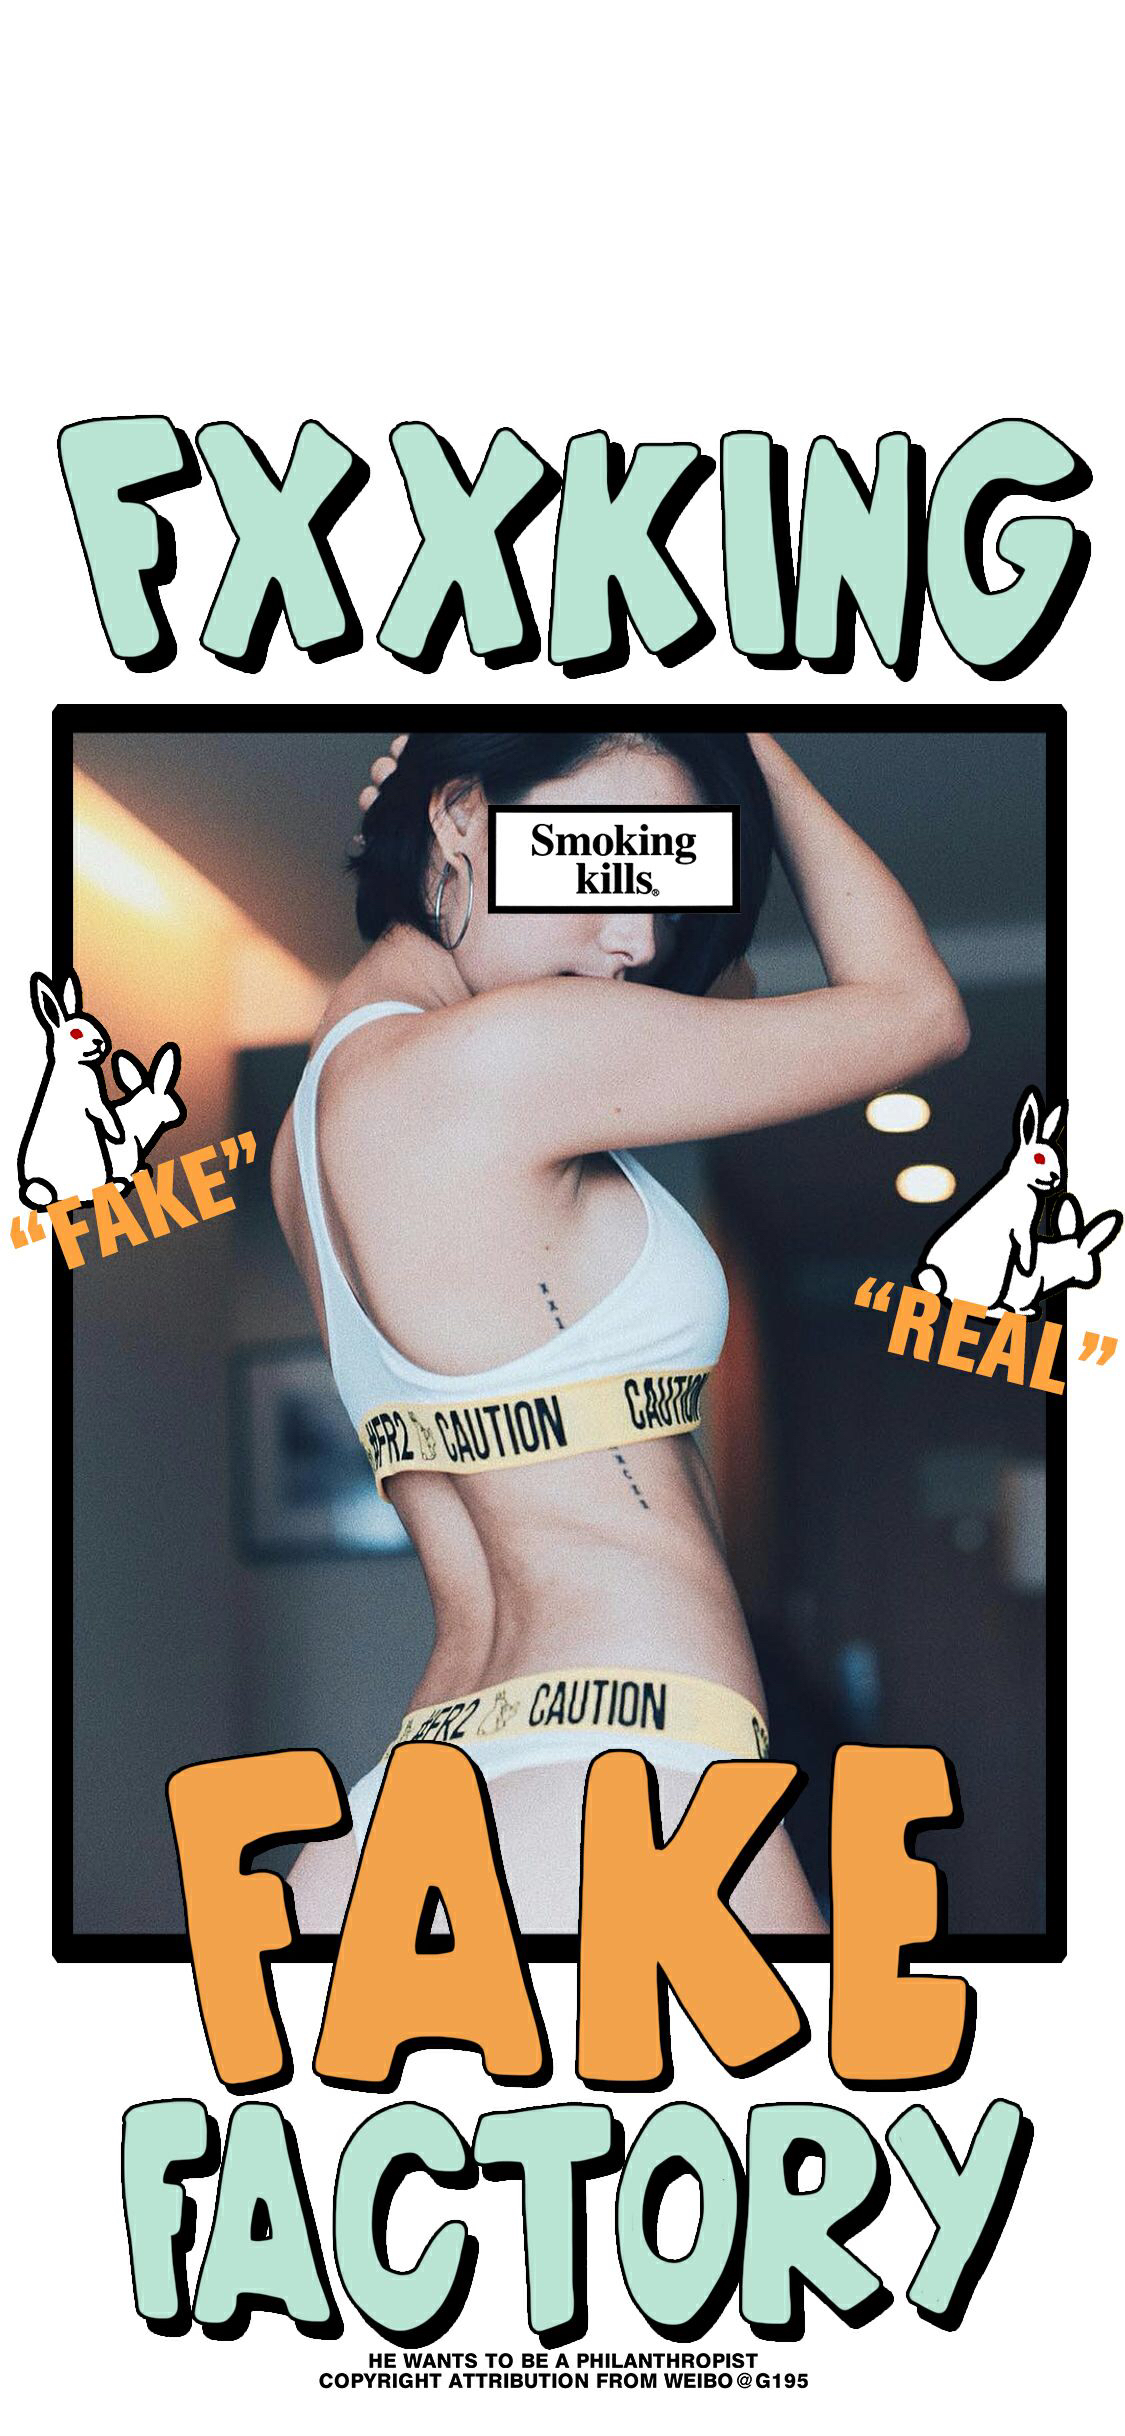 FXXKING
Smoking
kills®
“FAKE”
“REAL”
#FR2 CAUTION CAUTION
#FR2 CAUTION
FAKE
FACTORY
HE WANTS TO BE A PHILANTHROPIST
COPYRIGHT ATTRIBUTION FROM WEIBO@G195